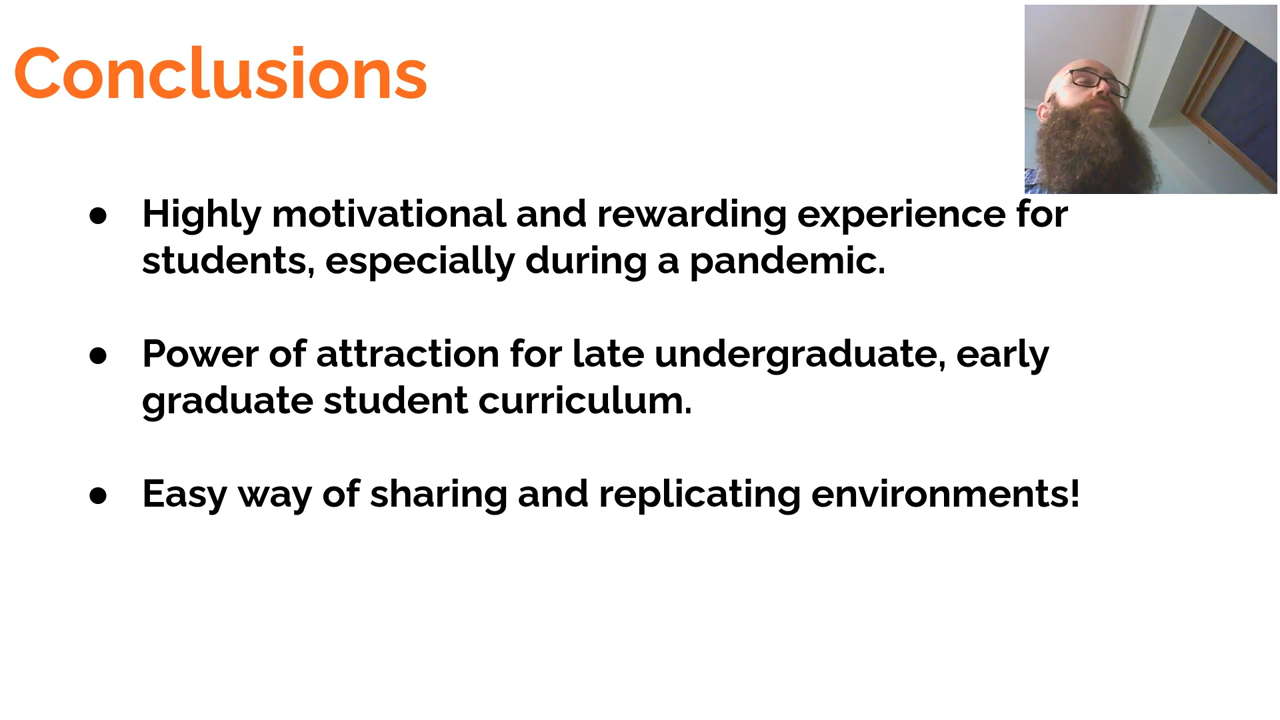 Conclusions
● Highly motivational and rewarding experience for
students, especially during a pandemic.
● Power of attraction for late undergraduate, early
graduate student curriculum.
● Easy way of sharing and replicating environments!